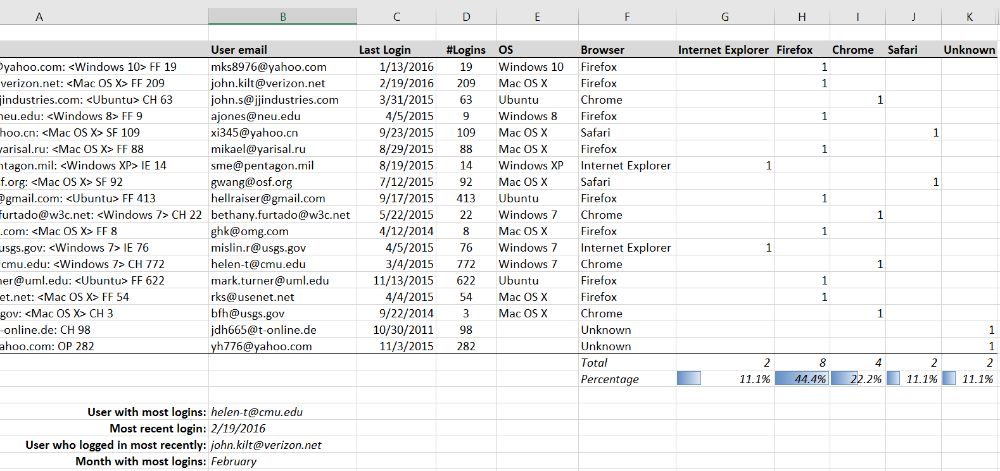 A B C D E F G H I J K
User email Last Login #Logins OS Browser Internet Explorer Firefox Chrome Safari Unknown
@yahoo.com: <Windows 10> FF 19 mks8976@yahoo.com 1/13/2016 19 Windows 10 Firefox 1
verizon.net: <Mac OS X> FF 209 john.kilt@verizon.net 2/19/2016 209 Mac OS X Firefox 1
jindustries.com: <Ubuntu> CH 63 john.s@jjindustries.com 3/31/2015 63 Ubuntu Chrome 1
neu.edu: <Windows 8> FF 9 ajones@neu.edu 4/5/2015 9 Windows 8 Firefox 1
hoo.cn: <Mac OS X> SF 109 xi345@yahoo.cn 9/23/2015 109 Mac OS X Safari 1
yarisal.ru: <Mac OS X> FF 88 mikael@yarisal.ru 8/29/2015 88 Mac OS X Firefox 1
ntagon.mil: <Windows XP> IE 14 sme@pentagon.mil 8/19/2015 14 Windows XP Internet Explorer 1
sf.org: <Mac OS X> SF 92 gwang@osf.org 7/12/2015 92 Mac OS X Safari 1
@gmail.com: <Ubuntu> FF 413 hellraiser@gmail.com 9/17/2015 413 Ubuntu Firefox 1
furtado@w3c.net: <Windows 7> CH 22 bethany.furtado@w3c.net 5/22/2015 22 Windows 7 Chrome 1
.com: <Mac OS X> FF 8 ghk@omg.com 4/12/2014 8 Mac OS X Firefox 1
usgs.gov: <Windows 7> IE 76 mislin.r@usgs.gov 4/5/2015 76 Windows 7 Internet Explorer 1
cmu.edu: <Windows 7> CH 772 helen-t@cmu.edu 3/4/2015 772 Windows 7 Chrome 1
ner@uml.edu: <Ubuntu> FF 622 mark.turner@uml.edu 11/13/2015 622 Ubuntu Firefox 1
et.net: <Mac OS X> FF 54 rks@usenet.net 4/4/2015 54 Mac OS X Firefox 1
gov: <Mac OS X> CH 3 bfh@usgs.gov 9/22/2014 3 Mac OS X Chrome 1
-online.de: CH 98 jdh665@t-online.de 10/30/2011 98 Unknown 1
ahoo.com: OP 282 yh776@yahoo.com 11/3/2015 282 Unknown 1
Total 2 8 4 2 2
Percentage 11.1% 44.4% 22.2% 11.1% 11.1%
User with most logins: helen-t@cmu.edu
Most recent login: 2/19/2016
User who logged in most recently: john.kilt@verizon.net
Month with most logins: February